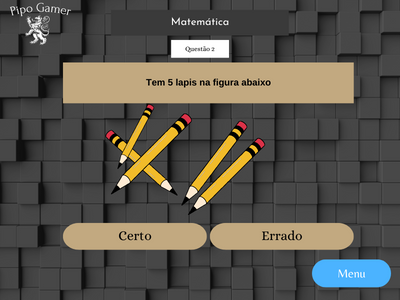 Pipo Gamer
Matemática
Questão 2
Tem 5 lapis na figura abaixo
Certo
Errado
Menu